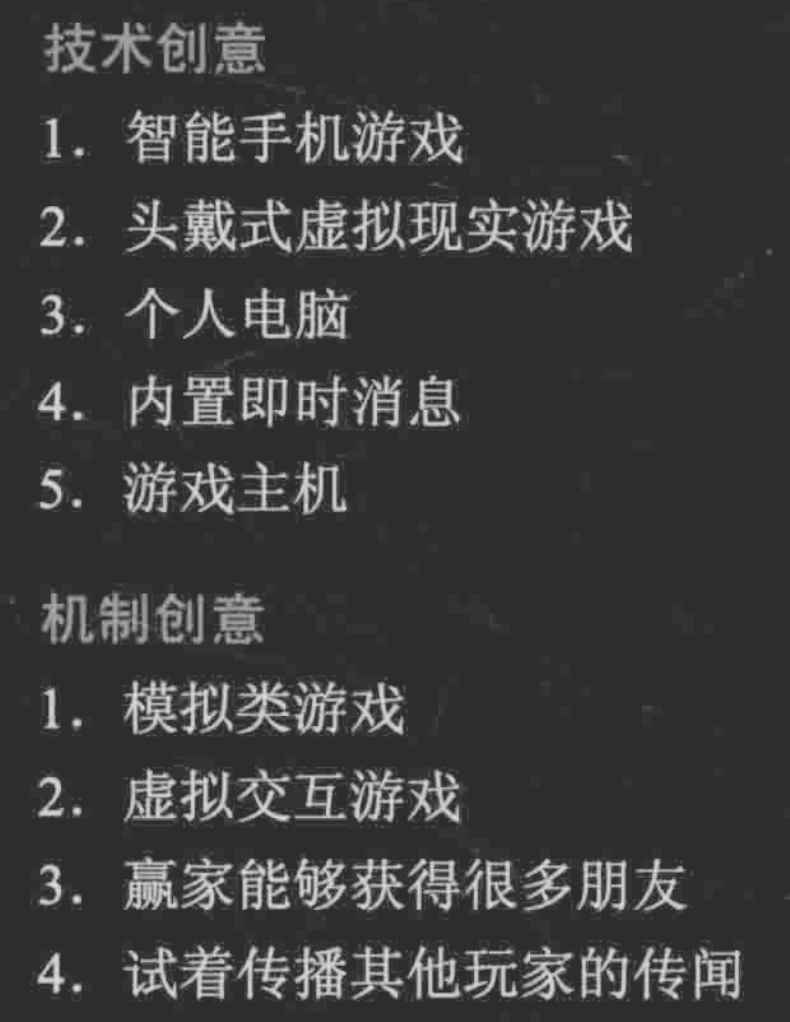 技术创意
1. 智能手机游戏
2. 头戴式虚拟现实游戏
3. 个人电脑
4. 内置即时消息
5. 游戏主机
机制创意
1. 模拟类游戏
2. 虚拟交互游戏
3. 赢家能够获得很多朋友
4. 试着传播其他玩家的传闻